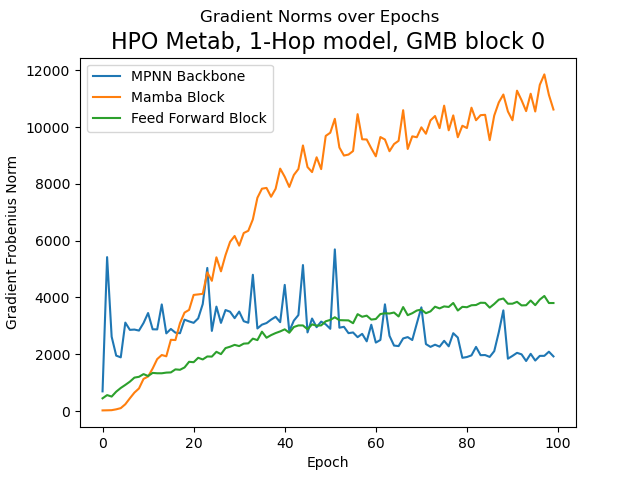 Gradient Norms over Epochs
HPO Metab, 1-Hop model, GMB block 0
MPNN Backbone
Mamba Block
Feed Forward Block
Gradient Frobenius Norm
12000
10000
8000
6000
4000
2000
0
0 20 40 60 80 100
Epoch